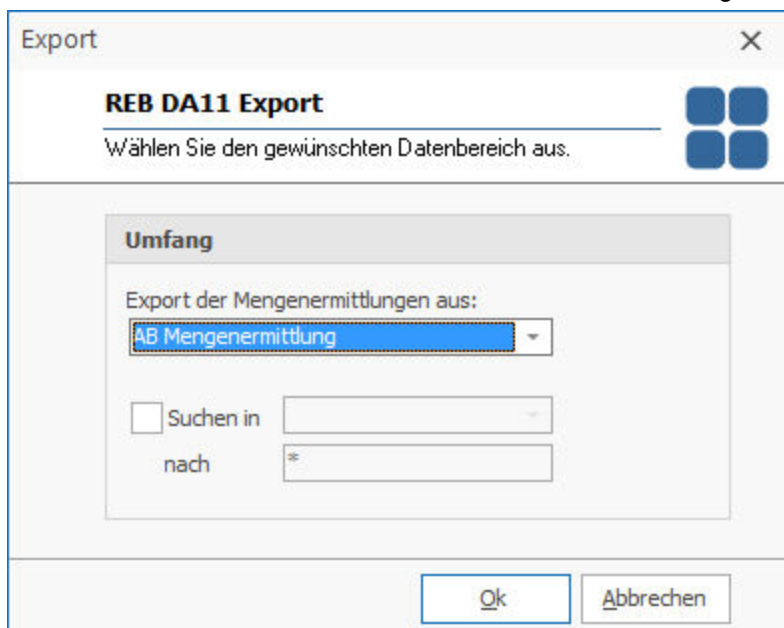 Export
REB DA11 Export
Wählen Sie den gewünschten Datenbereich aus.
Umfang
Export der Mengenermittlungen aus:
AB Mengenermittlung
Suchen in
nach *
Ok Abbrechen